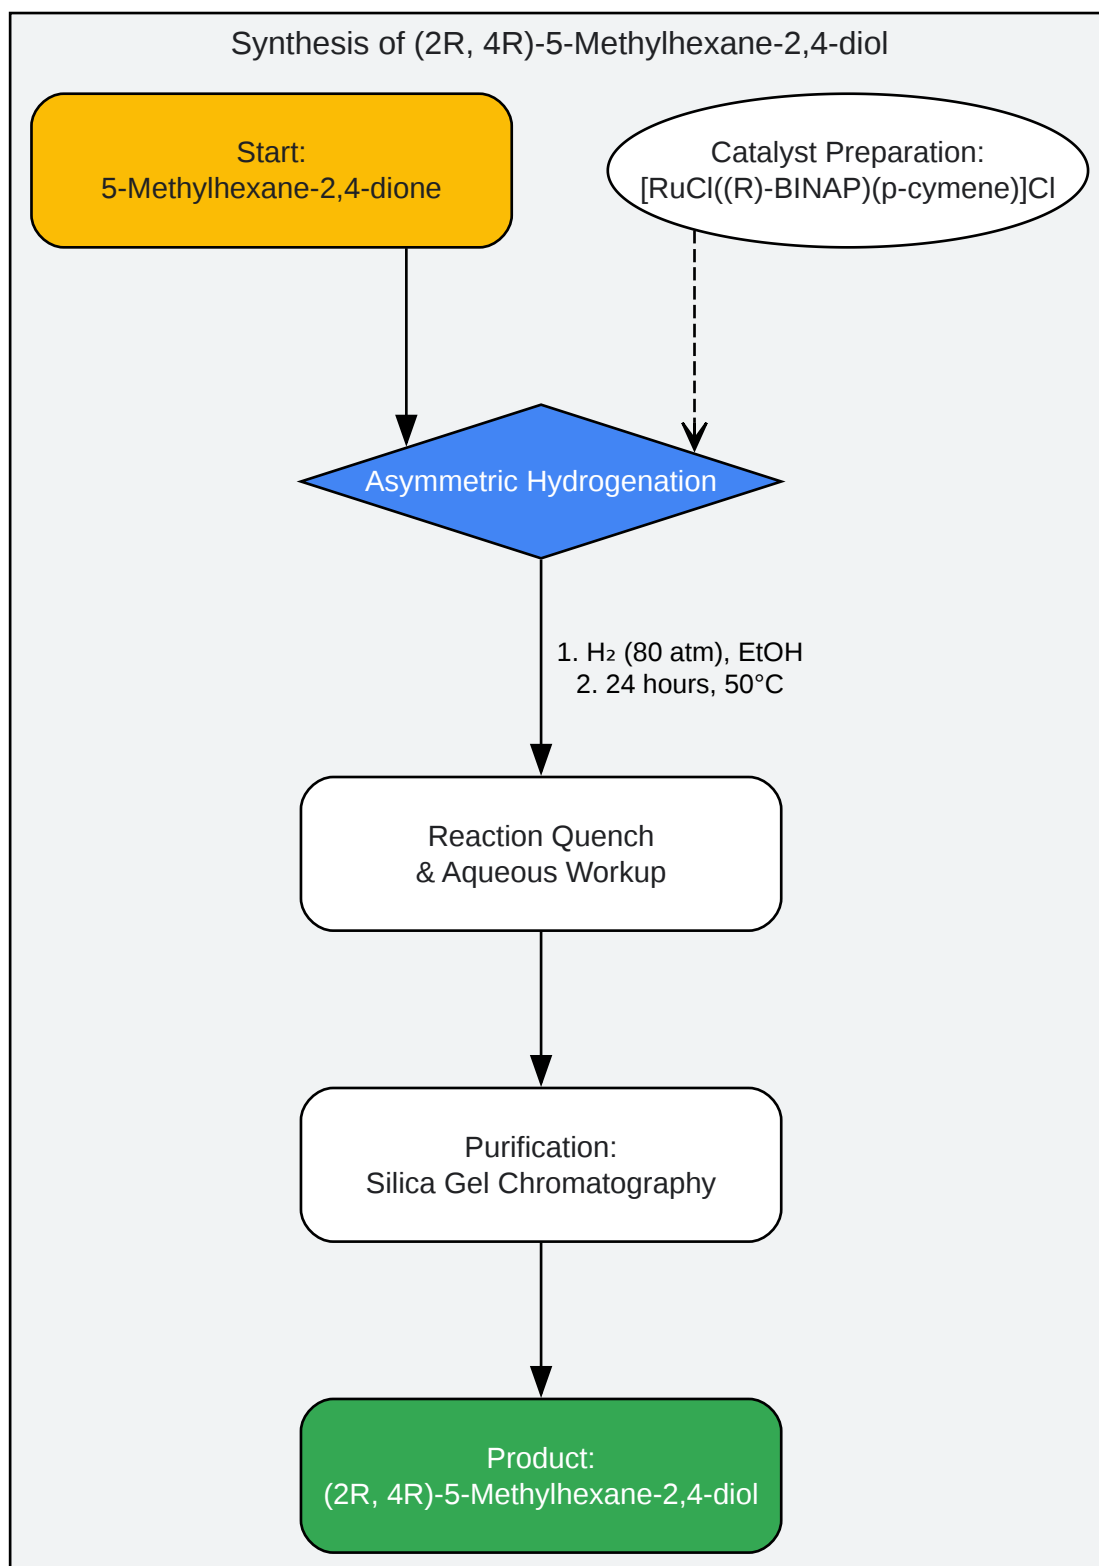 Synthesis of (2R, 4R)-5-Methylhexane-2,4-diol
Start:
5-Methylhexane-2,4-dione
Catalyst Preparation:
[RuCl((R)-BINAP)(p-cymene)]Cl
Asymmetric Hydrogenation
1. H₂ (80 atm), EtOH
2. 24 hours, 50°C
Reaction Quench
& Aqueous Workup
Purification:
Silica Gel Chromatography
Product:
(2R, 4R)-5-Methylhexane-2,4-diol